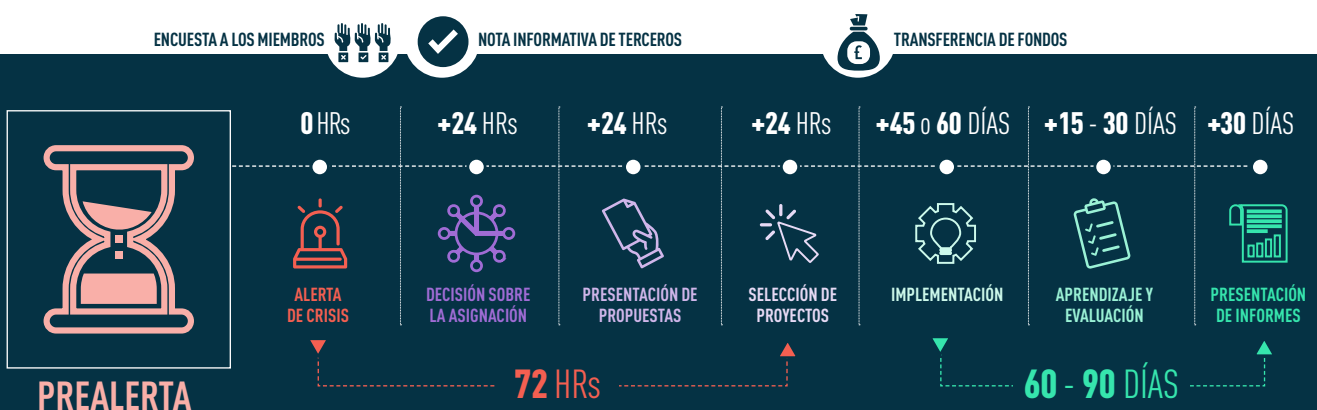 ENCUESTA A LOS MIEMBROS
NOTA INFORMATIVA DE TERCEROS
£
TRANSFERENCIA DE FONDOS
0 HRs
+24 HRs
+24 HRs
+24 HRs
+45 o 60 DÍAS
+15 - 30 DÍAS
+30 DÍAS
ALERTA
DE CRISIS
DECISIÓN SOBRE
LA ASIGNACIÓN
PRESENTACIÓN DE
PROPUESTAS
SELECCIÓN DE
PROYECTOS
IMPLEMENTACIÓN
APRENDIZAJE Y
EVALUACIÓN
PRESENTACIÓN
DE INFORMES
72 HRs
60 - 90 DÍAS
PREALERTA